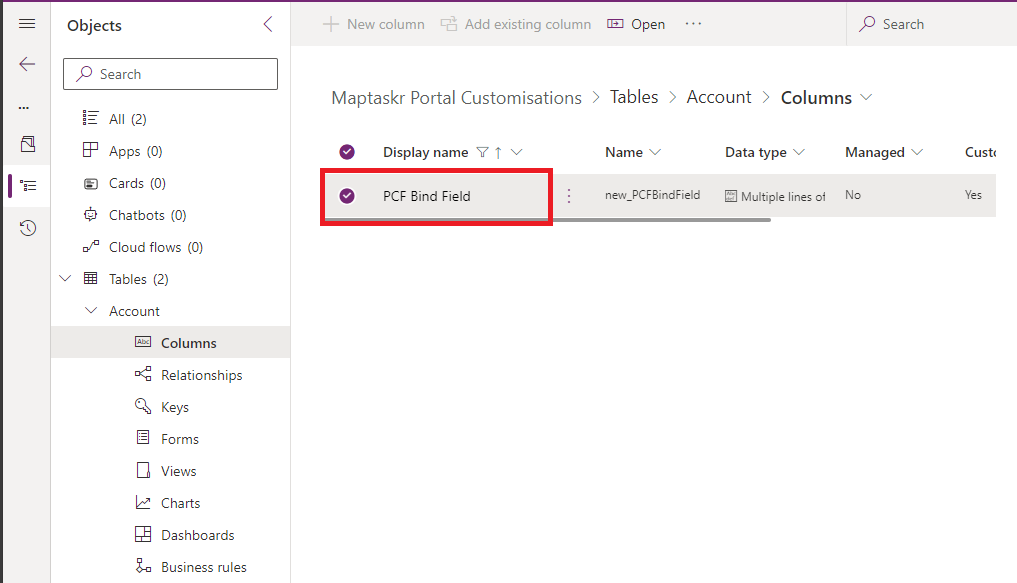 Objects
Search
All (2)
Apps (0)
Cards (0)
Chatbots (0)
Cloud flows (0)
Tables (2)
Account
Columns
Relationships
Keys
Forms
Views
Charts
Dashboards
Business rules
New column Add existing column Open ... Search
Maptaskr Portal Customisations > Tables > Account > Columns
Display name ↑ Name Data type Managed Custo
PCF Bind Field new_PCFBindField Multiple lines of No Yes